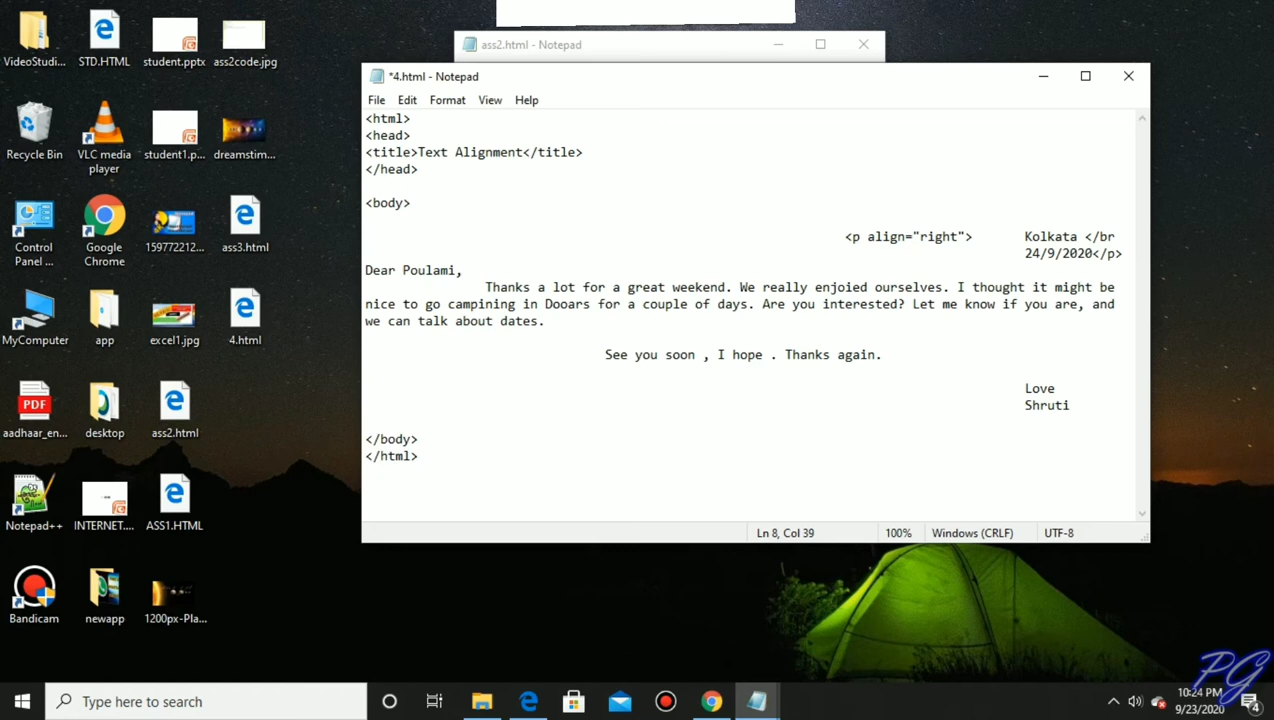 VideoStudi...
STD.HTML
student.pptx
ass2code.jpg
Recycle Bin
VLC media
player
student1.p...
dreamstim...
Control
Panel ...
Google
Chrome
159772212...
ass3.html
MyComputer
app
excel1.jpg
4.html
PDF
aadhaar_en...
desktop
ass2.html
Notepad++
INTERNET....
ASS1.HTML
Bandicam
newapp
1200px-Pla...
ass2.html - Notepad
*4.html - Notepad
File Edit Format View Help
<html>
<head>
<title>Text Alignment</title>
</head>
<body>
<p align="right"> Kolkata </br
24/9/2020</p>
Dear Poulami,
Thanks a lot for a great weekend. We really enjoied ourselves. I thought it might be
nice to go campining in Dooars for a couple of days. Are you interested? Let me know if you are, and
we can talk about dates.
See you soon , I hope . Thanks again.
Love
Shruti
</body>
</html>
Ln 8, Col 39 100% Windows (CRLF) UTF-8
PG
Type here to search
10:24 PM
9/23/2020
4